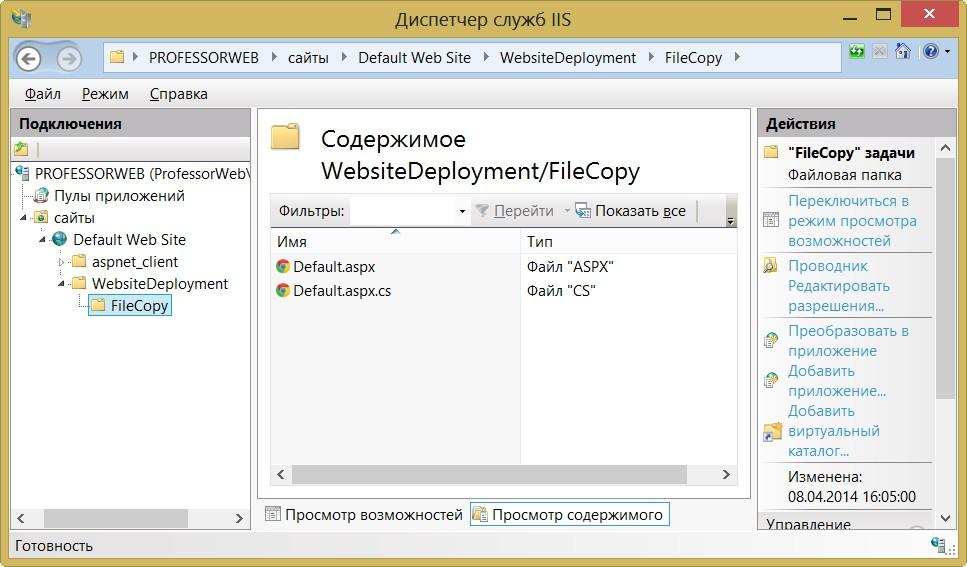 Диспетчер служб IIS
PROFESSORWEB сайты Default Web Site WebsiteDeployment FileCopy
Файл Режим Справка
Подключения
PROFESSORWEB (ProfessorWeb\
Пулы приложений
сайты
Default Web Site
aspnet_client
WebsiteDeployment
FileCopy
Содержимое
WebsiteDeployment/FileCopy
Фильтры: Перейти Показать все
Имя Тип
Default.aspx Файл "ASPX"
Default.aspx.cs Файл "CS"
Просмотр возможностей Просмотр содержимого
Действия
"FileCopy" задачи
Файловая папка
Переключиться в
режим просмотра
возможностей
Проводник
Редактировать
разрешения...
Преобразовать в
приложение
Добавить
приложение...
Добавить
виртуальный
каталог...
Изменена:
08.04.2014 16:05:00
Управление
Готовность